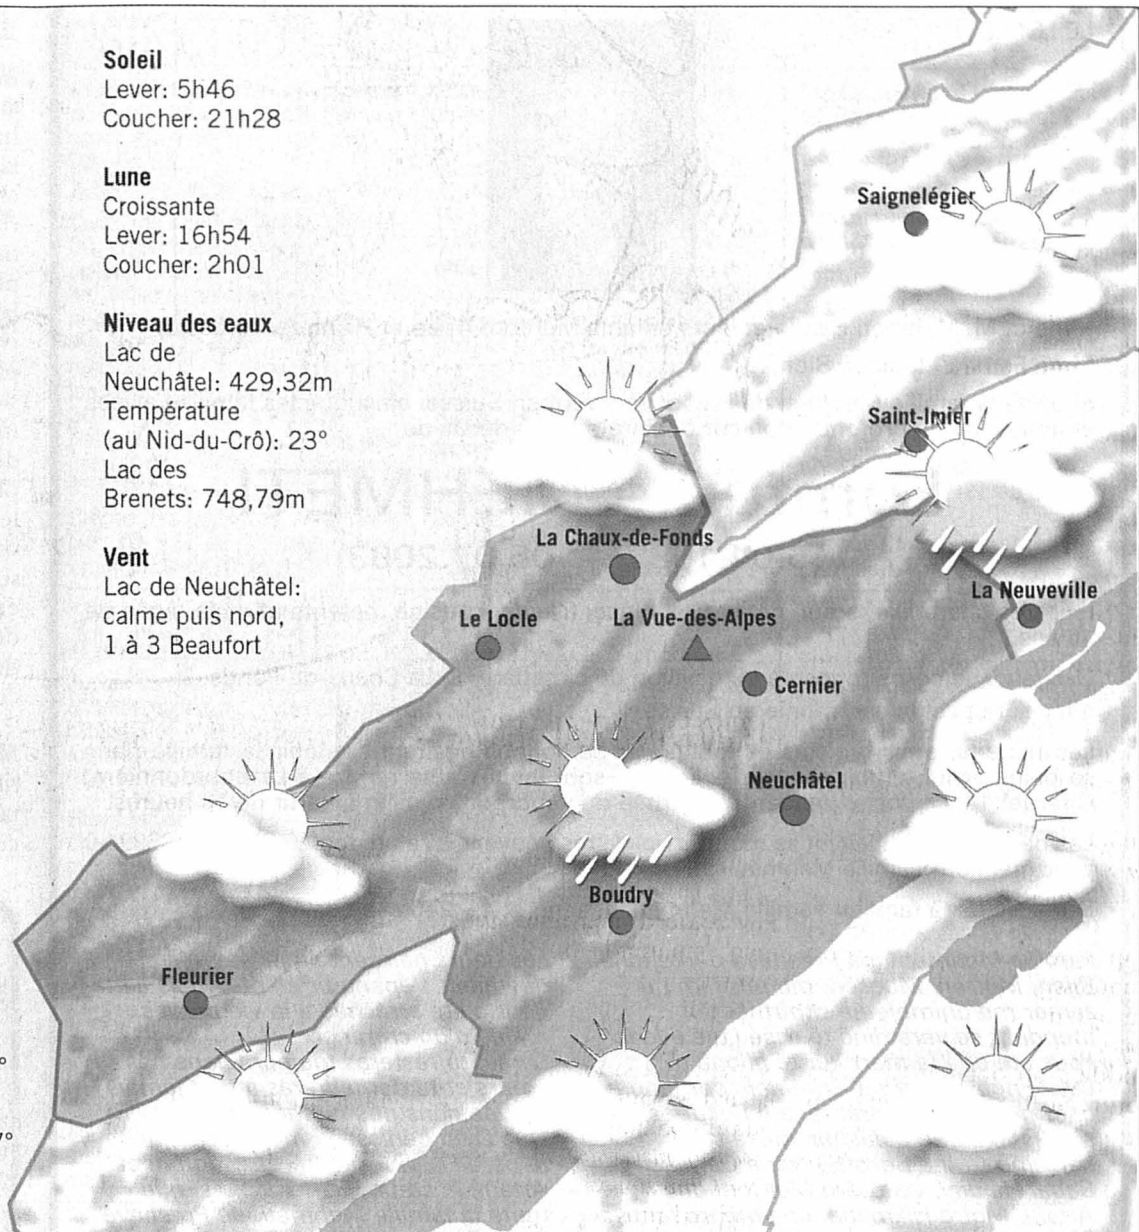 Soleil
Lever: 5h46
Coucher: 21h28
Lune
Croissante
Lever: 16h54
Coucher: 2h01
Niveau des eaux
Lac de
Neuchâtel: 429,32m
Température
(au Nid-du-Crô): 23°
Lac des
Brenets: 748,79m
Vent
Lac de Neuchâtel:
calme puis nord,
1 à 3 Beaufort
Saignelégier
Saint-Imier
La Chaux-de-Fonds
La Neuveville
Le Locle
La Vue-des-Alpes
Cernier
Neuchâtel
Boudry
Fleurier